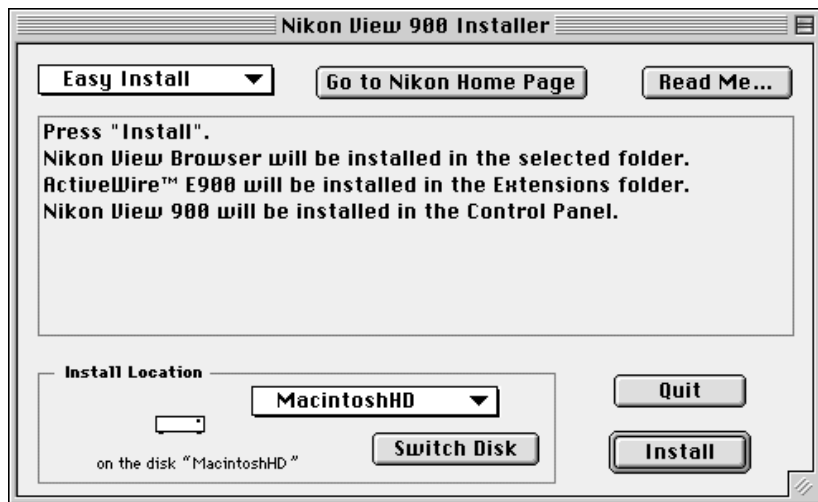 Nikon View 900 Installer
Easy Install
Go to Nikon Home Page
Read Me...
Press "Install".
Nikon View Browser will be installed in the selected folder.
ActiveWire™ E900 will be installed in the Extensions folder.
Nikon View 900 will be installed in the Control Panel.
Install Location
MacintoshHD
Quit
Switch Disk
Install
on the disk “MacintoshHD”